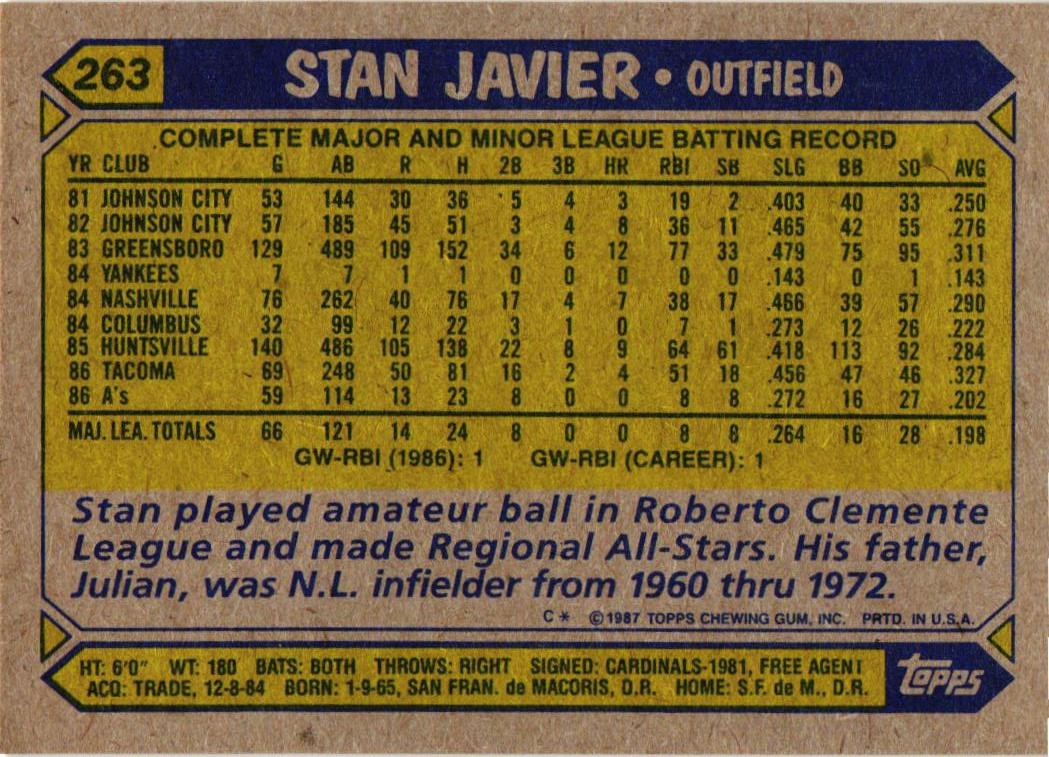 263 STAN JAVIER • OUTFIELD
COMPLETE MAJOR AND MINOR LEAGUE BATTING RECORD
YR CLUB G AB R H 2B 3B HR RBI SB SLG BB SO AVG
81 JOHNSON CITY 53 144 30 36 5 4 3 19 2 .403 40 33 .250
82 JOHNSON CITY 57 185 45 51 3 4 8 36 11 .465 42 55 .276
83 GREENSBORO 129 489 109 152 34 6 12 77 33 .479 75 95 .311
84 YANKEES 7 7 1 1 0 0 0 0 0 .143 0 1 .143
84 NASHVILLE 76 262 40 76 17 4 7 38 17 .466 39 57 .290
84 COLUMBUS 32 99 12 22 3 1 0 7 1 .273 12 26 .222
85 HUNTSVILLE 140 486 105 138 22 8 9 64 61 .418 113 92 .284
86 TACOMA 69 248 50 81 16 2 4 51 18 .456 47 46 .327
86 A's 59 114 13 23 8 0 0 8 8 .272 16 27 .202
MAJ. LEA. TOTALS 66 121 14 24 8 0 0 8 8 .264 16 28 .198
GW-RBI (1986): 1 GW-RBI (CAREER): 1
Stan played amateur ball in Roberto Clemente
League and made Regional All-Stars. His father,
Julian, was N.L. infielder from 1960 thru 1972.
C* ©1987 TOPPS CHEWING GUM, INC. PRTD. IN U.S.A.
HT: 6'0" WT: 180 BATS: BOTH THROWS: RIGHT SIGNED: CARDINALS-1981, FREE AGENT
ACQ: TRADE, 12-8-84 BORN: 1-9-65, SAN FRAN. de MACORIS, D.R. HOME: S.F. de M., D.R.
topps